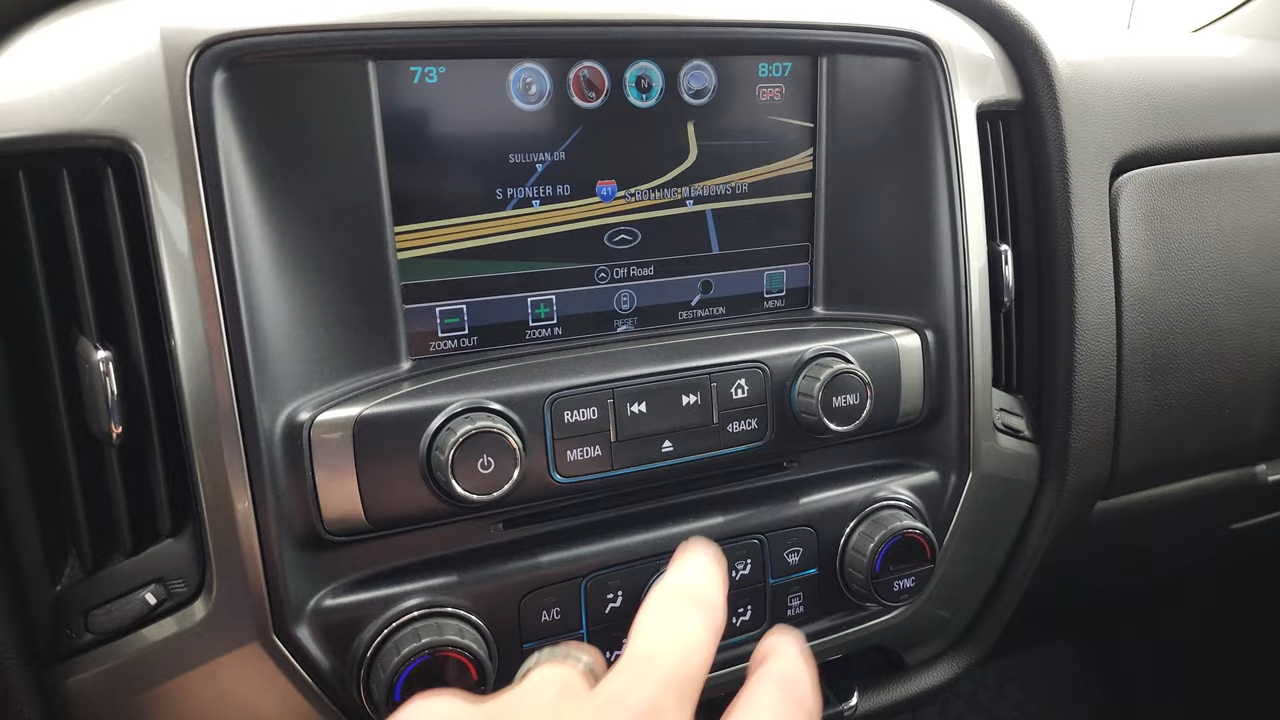 73°
N
8:07
GPS
SULLIVAN DR
S PIONEER RD
41
S ROLLING MEADOWS DR
Off Road
ZOOM OUT
ZOOM IN
RESET
DESTINATION
MENU
RADIO
MEDIA
BACK
MENU
A/C
REAR
SYNC